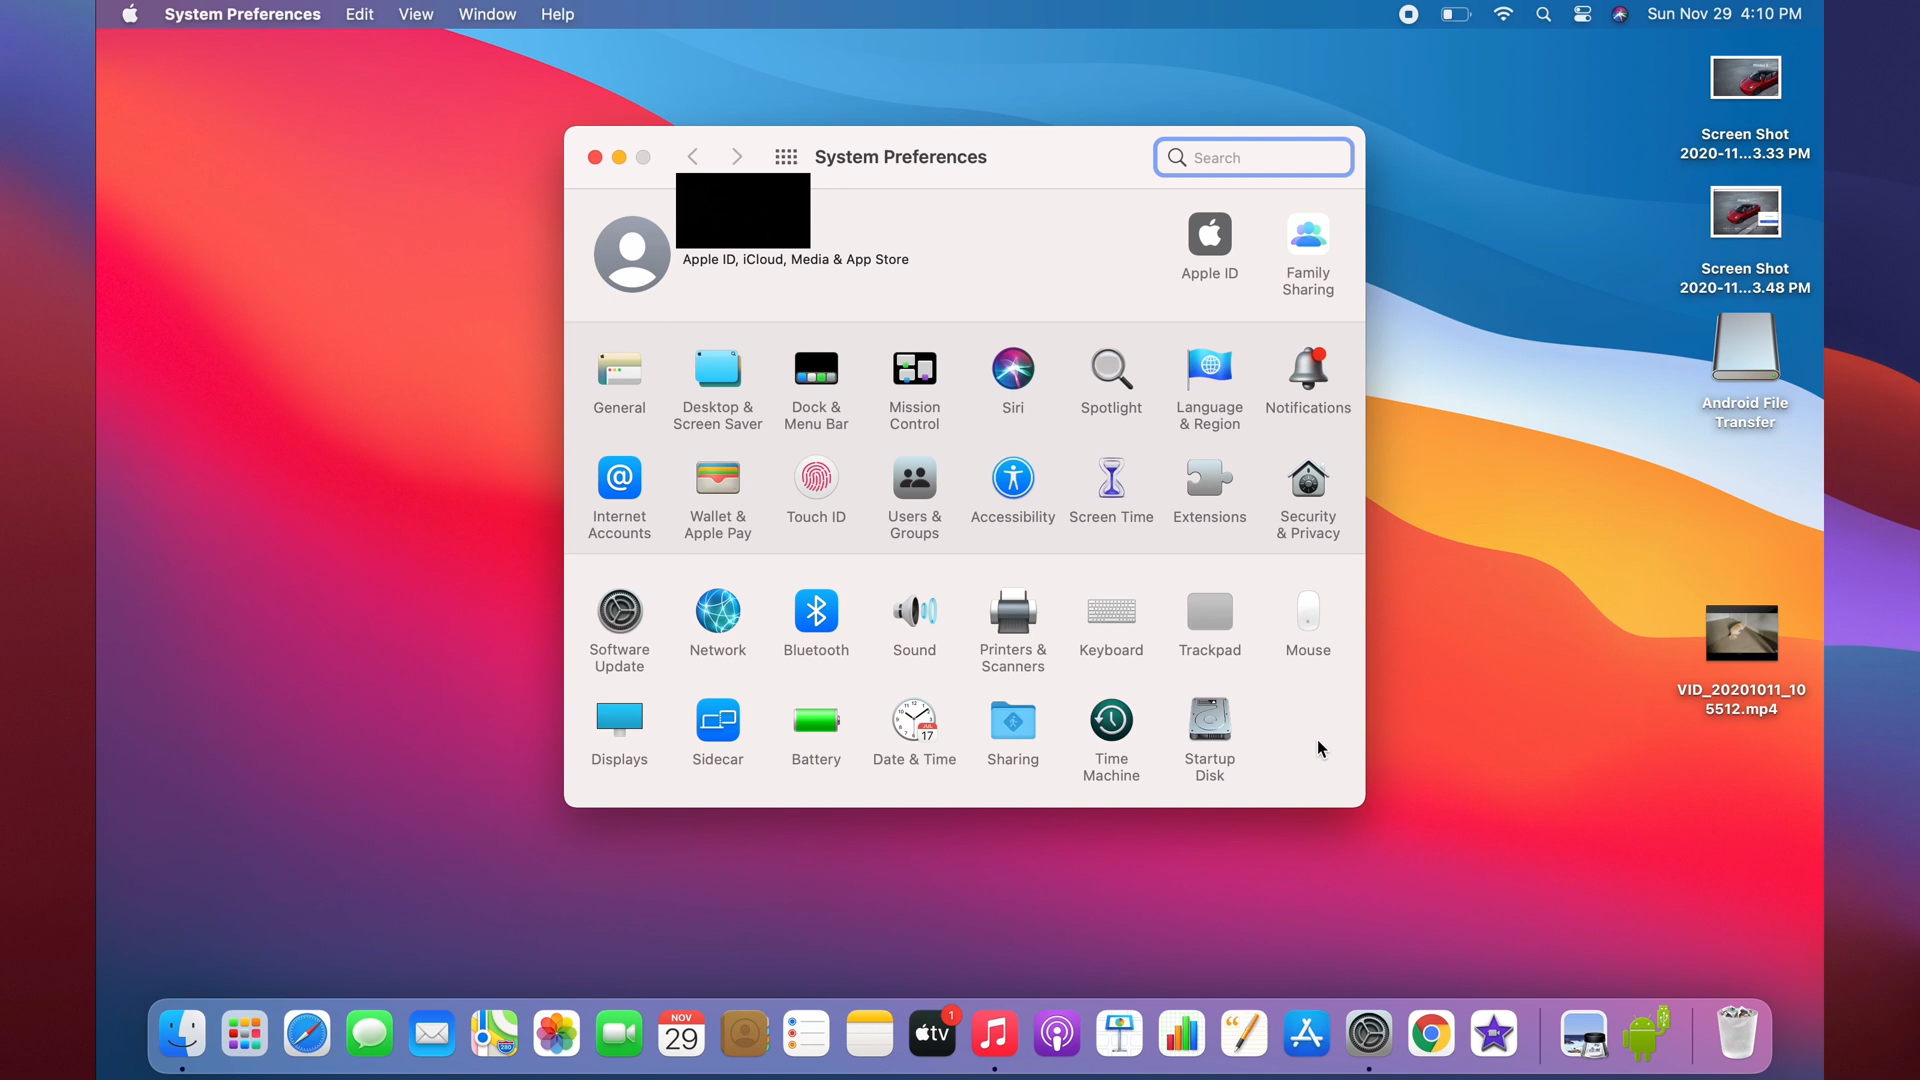 System Preferences Edit View Window Help
Sun Nov 29 4:10 PM
System Preferences
Search
Apple ID, iCloud, Media & App Store
Apple ID
Family
Sharing
General
Desktop &
Screen Saver
Dock &
Menu Bar
Mission
Control
Siri
Spotlight
Language
& Region
Notifications
Internet
Accounts
Wallet &
Apple Pay
Touch ID
Users &
Groups
Accessibility
Screen Time
Extensions
Security
& Privacy
Software
Update
Network
Bluetooth
Sound
Printers &
Scanners
Keyboard
Trackpad
Mouse
Displays
Sidecar
Battery
JUL
17
Date & Time
Sharing
Time
Machine
Startup
Disk
Screen Shot
2020-11...3.33 PM
Screen Shot
2020-11...3.48 PM
Android File
Transfer
VID_20201011_10
5512.mp4
280
NOV
29
tv
1